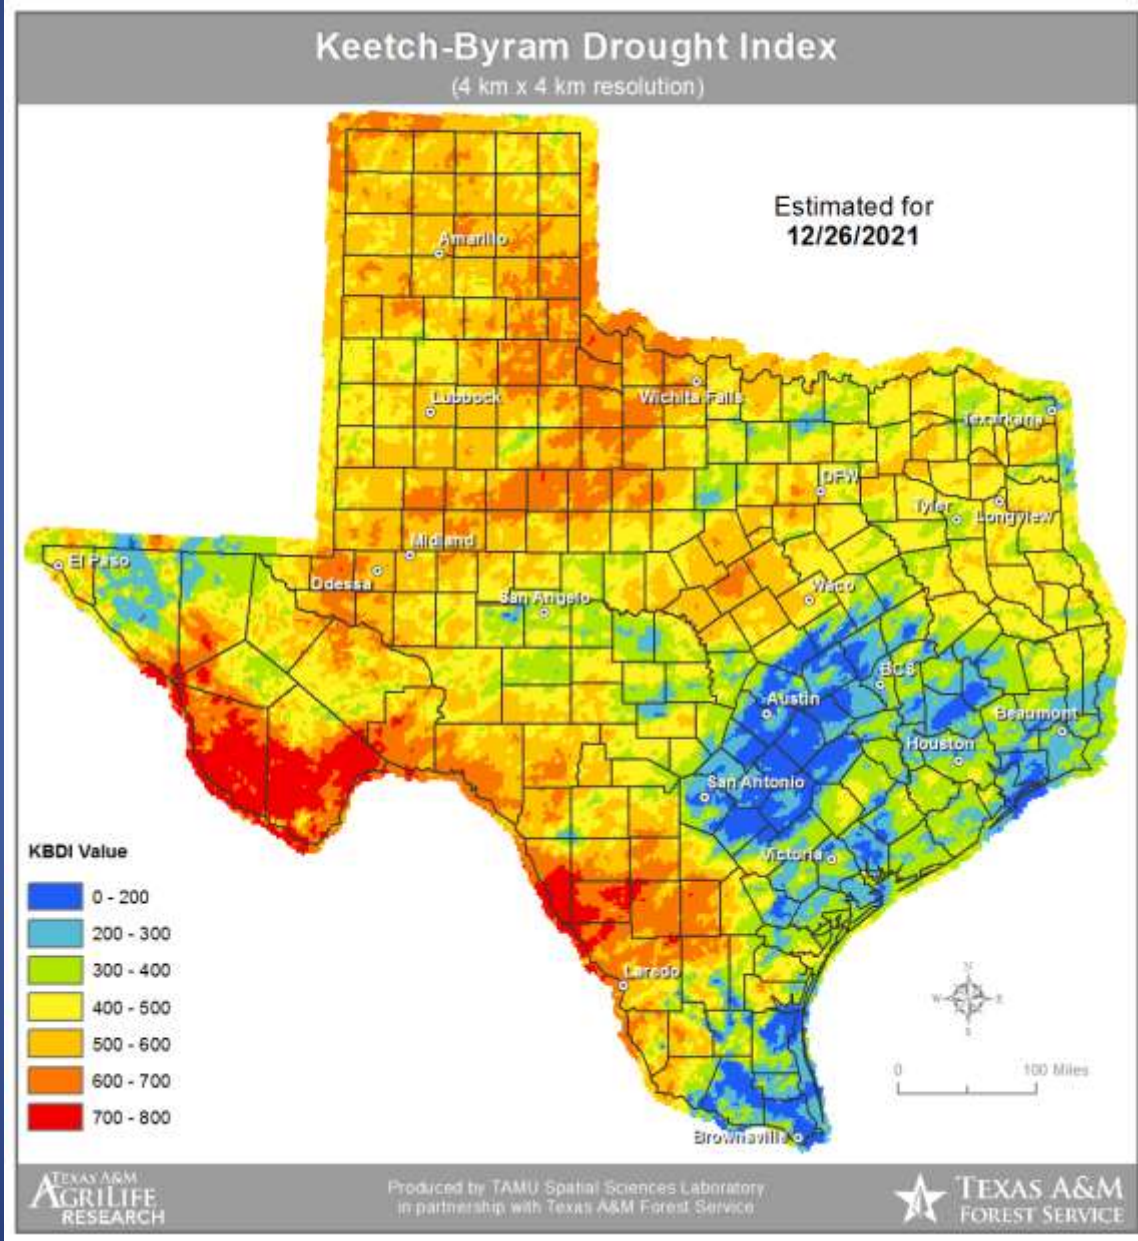 Keetch-Byram Drought Index
(4 km x 4 km resolution)
Estimated for
12/26/2021
Amarillo
Lubbock
Wichita Falls
Texarkana
DFW
Tyler
Longview
El Paso
Midland
Odessa
San Angelo
Waco
BCS
Austin
Beaumont
Houston
San Antonio
Victoria
Laredo
Brownsville
KBDI Value
0 - 200
200 - 300
300 - 400
400 - 500
500 - 600
600 - 700
700 - 800
N
W E
S
0 100 Miles
TEXAS A&M
AGRILIFE
RESEARCH
Produced by TAMU Spatial Sciences Laboratory
in partnership with Texas A&M Forest Service
TEXAS A&M
FOREST SERVICE